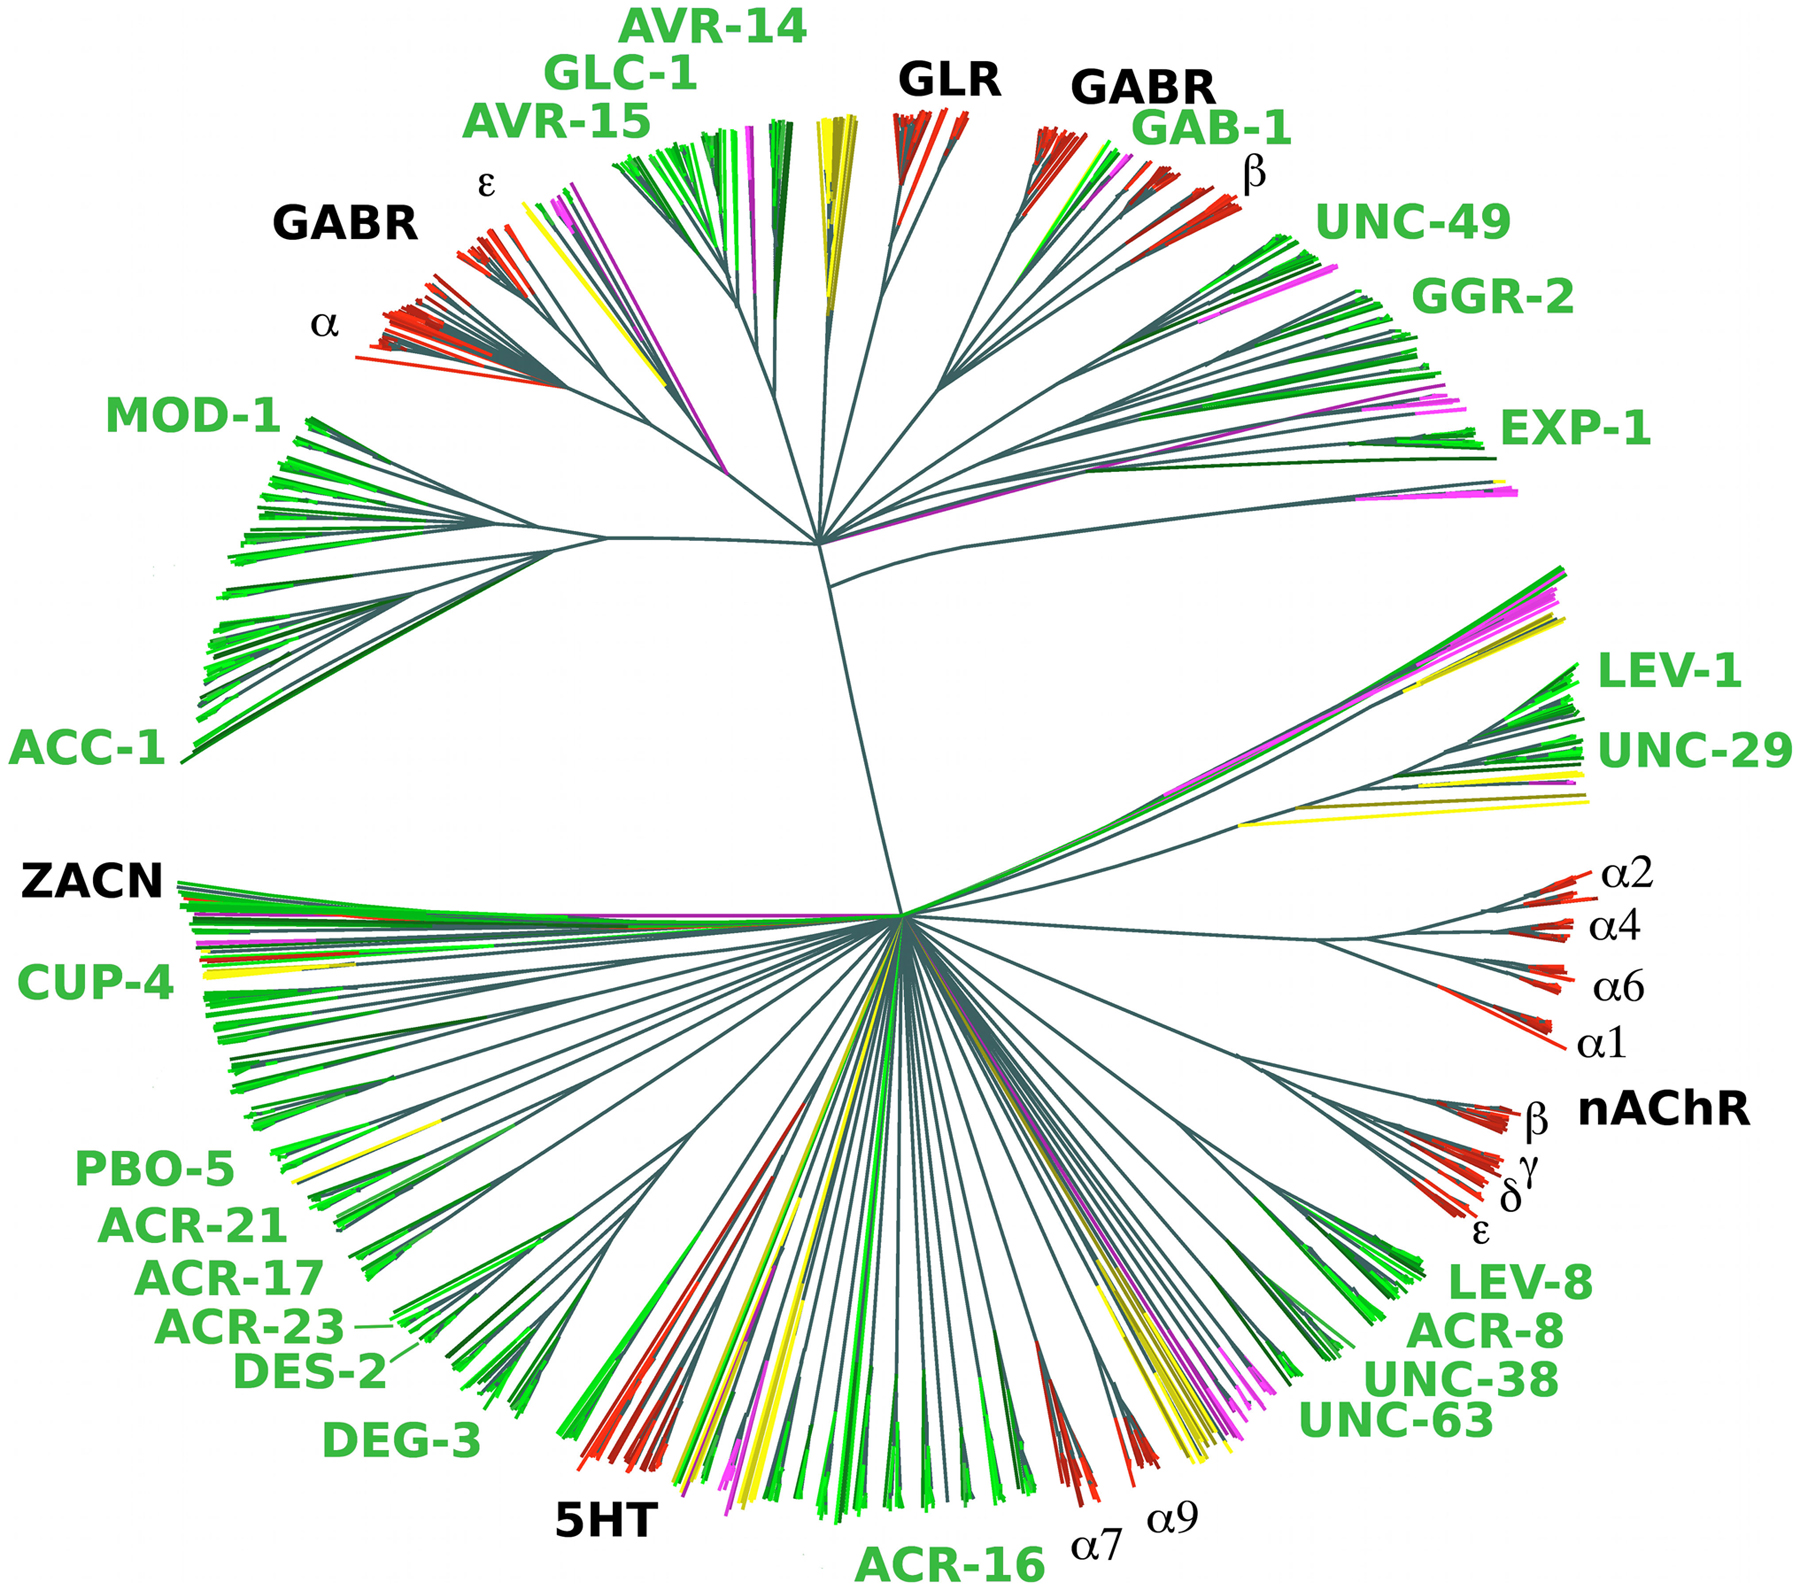 AVR-14
GLC-1
AVR-15
GLR
GABR
GAB-1
β
ε
GABR
α
UNC-49
GGR-2
EXP-1
MOD-1
ACC-1
LEV-1
UNC-29
ZACN
CUP-4
α2
α4
α6
α1
nAChR
β
γ
δ
ε
PBO-5
ACR-21
ACR-17
ACR-23
DES-2
DEG-3
LEV-8
ACR-8
UNC-38
UNC-63
5HT
ACR-16
α7
α9